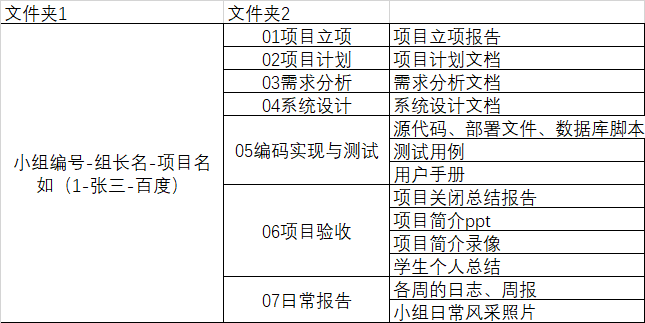 文件夹1 文件夹2
01项目立项 项目立项报告
02项目计划 项目计划文档
03需求分析 需求分析文档
04系统设计 系统设计文档
小组编号-组长名-项目名
如（1-张三-百度）
05编码实现与测试
源代码、部署文件、数据库脚本
测试用例
用户手册
06项目验收
项目关闭总结报告
项目简介ppt
项目简介录像
学生个人总结
07日常报告
各周的日志、周报
小组日常风采照片